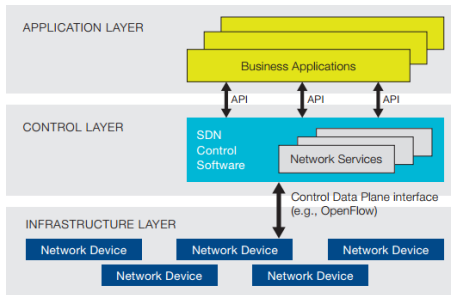 APPLICATION LAYER
Business Applications
API
API
API
CONTROL LAYER
SDN
Control
Software
Network Services
Control Data Plane interface
(e.g., OpenFlow)
INFRASTRUCTURE LAYER
Network Device
Network Device
Network Device
Network Device
Network Device